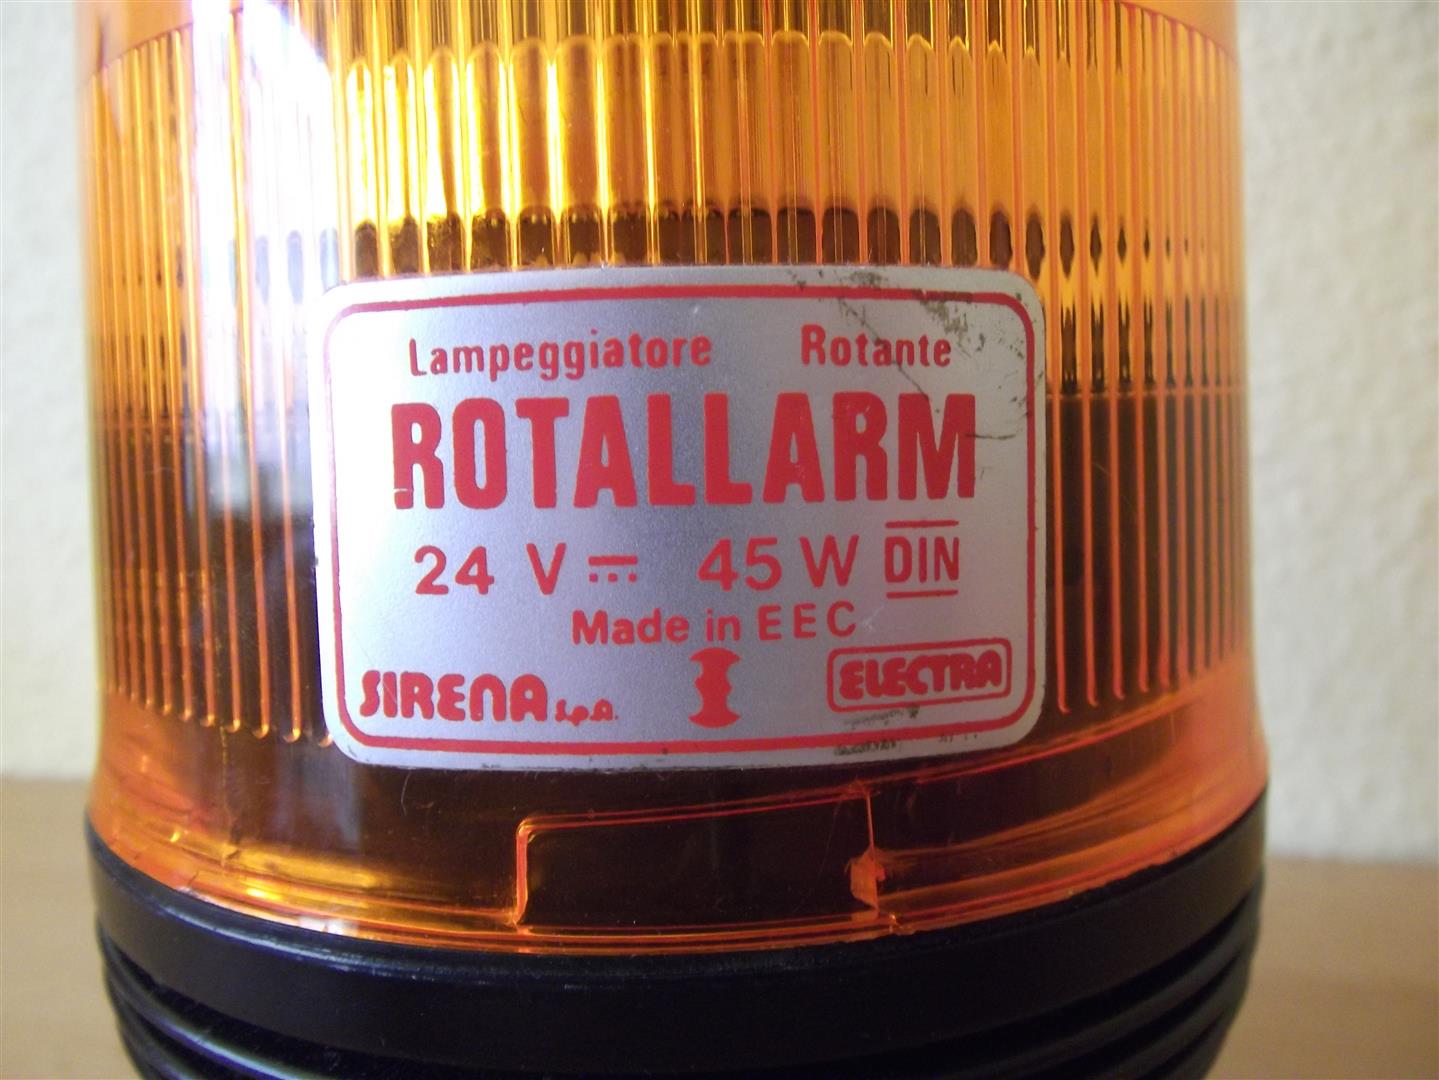 Lampeggiatore Rotante
ROTALLARM
24 V ⎓ 45 W DIN
Made in EEC
SIRENA S.p.A. ELECTRA